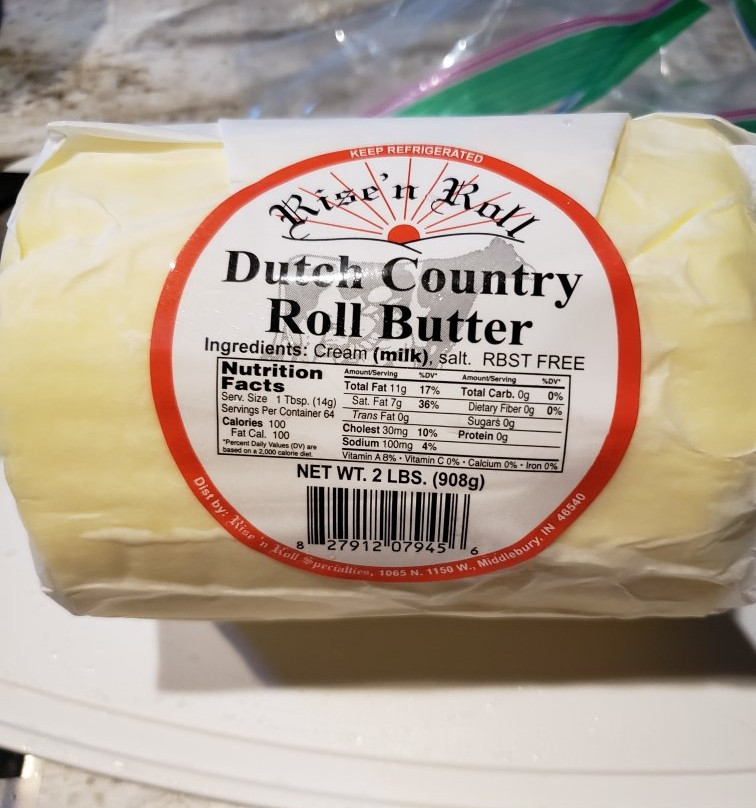 KEEP REFRIGERATED
Rise'n Roll
Dutch Country
Roll Butter
Ingredients: Cream (milk), salt. RBST FREE
Nutrition
Facts
Serv. Size 1 Tbsp. (14g)
Servings Per Container 64
Calories 100
Fat Cal. 100
*Percent Daily Values (DV) are
based on a 2,000 calorie diet.
Amount/Serving %DV*
Total Fat 11g 17%
Sat. Fat 7g 36%
Trans Fat 0g
Cholest 30mg 10%
Sodium 100mg 4%
Amount/Serving %DV*
Total Carb. 0g 0%
Dietary Fiber 0g 0%
Sugars 0g
Protein 0g
Vitamin A 8% • Vitamin C 0% • Calcium 0% • Iron 0%
NET WT. 2 LBS. (908g)
8 27912 07945 6
Dist by: Rise 'n Roll Specialties, 1065 N. 1150 W., Middlebury, IN 46540